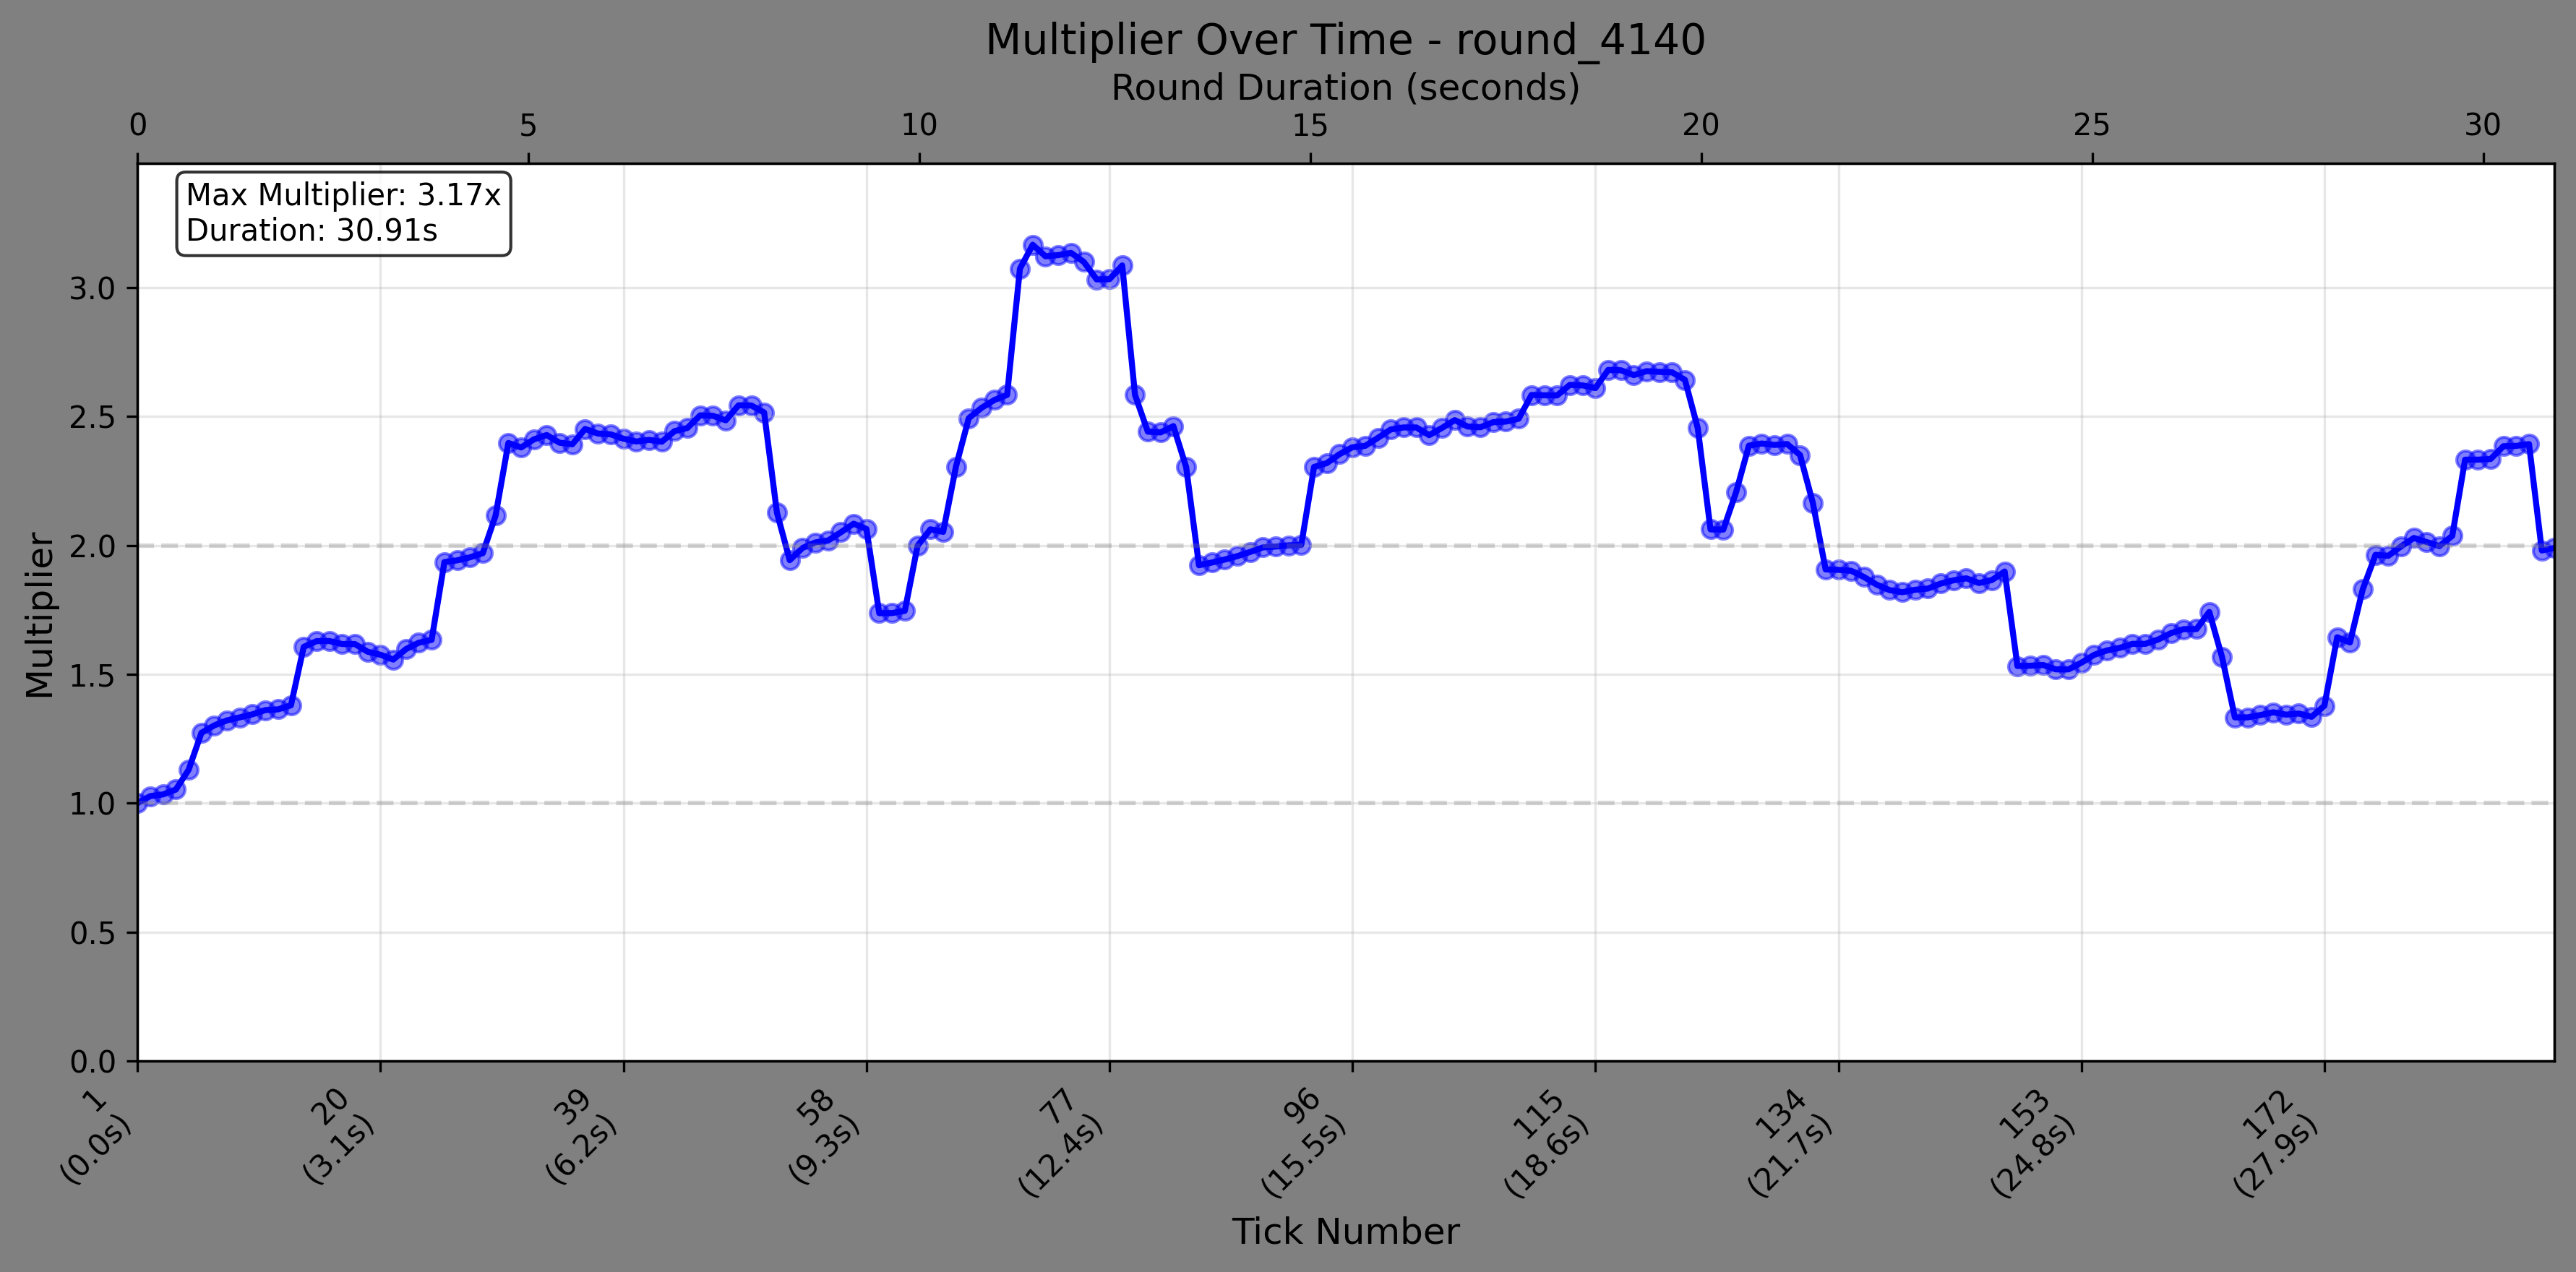 Multiplier Over Time - round_4140
Round Duration (seconds)
0 5 10 15 20 25 30
Max Multiplier: 3.17x
Duration: 30.91s
Multiplier
3.0
2.5
2.0
1.5
1.0
0.5
0.0
1
(0.0s)
20
(3.1s)
39
(6.2s)
58
(9.3s)
77
(12.4s)
96
(15.5s)
115
(18.6s)
134
(21.7s)
153
(24.8s)
172
(27.9s)
Tick Number